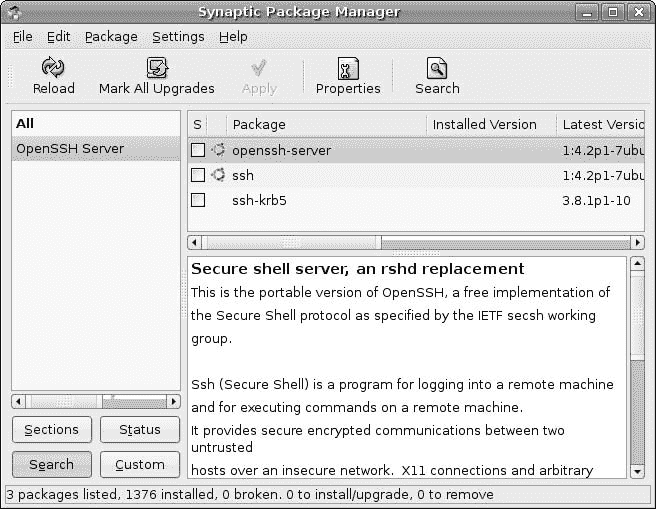 Synaptic Package Manager
File Edit Package Settings Help
Reload Mark All Upgrades Apply Properties Search
All
OpenSSH Server
S Package Installed Version Latest Versio
openssh-server 1:4.2p1-7ubu
ssh 1:4.2p1-7ubu
ssh-krb5 3.8.1p1-10
Secure shell server, an rshd replacement
This is the portable version of OpenSSH, a free implementation of
the Secure Shell protocol as specified by the IETF secsh working
group.
Ssh (Secure Shell) is a program for logging into a remote machine
and for executing commands on a remote machine.
It provides secure encrypted communications between two
untrusted
hosts over an insecure network. X11 connections and arbitrary
Sections Status
Search Custom
3 packages listed, 1376 installed, 0 broken. 0 to install/upgrade, 0 to remove